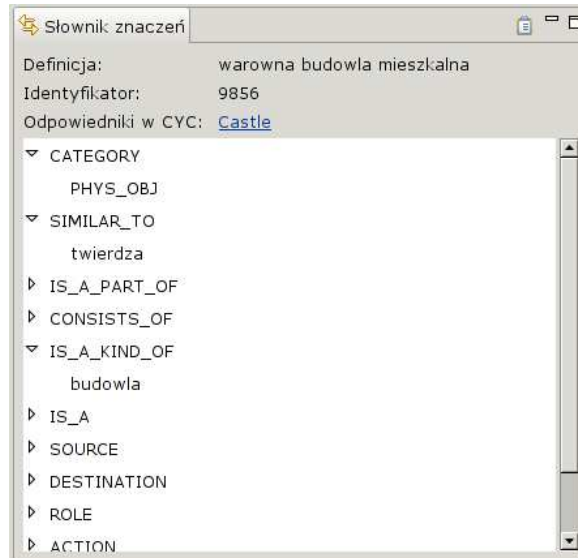 Słownik znaczeń
Definicja: warowna budowla mieszkalna
Identyfikator: 9856
Odpowiedniki w CYC: Castle
CATEGORY
PHYS_OBJ
SIMILAR_TO
twierdza
IS_A_PART_OF
CONSISTS_OF
IS_A_KIND_OF
budowla
IS_A
SOURCE
DESTINATION
ROLE
ACTION